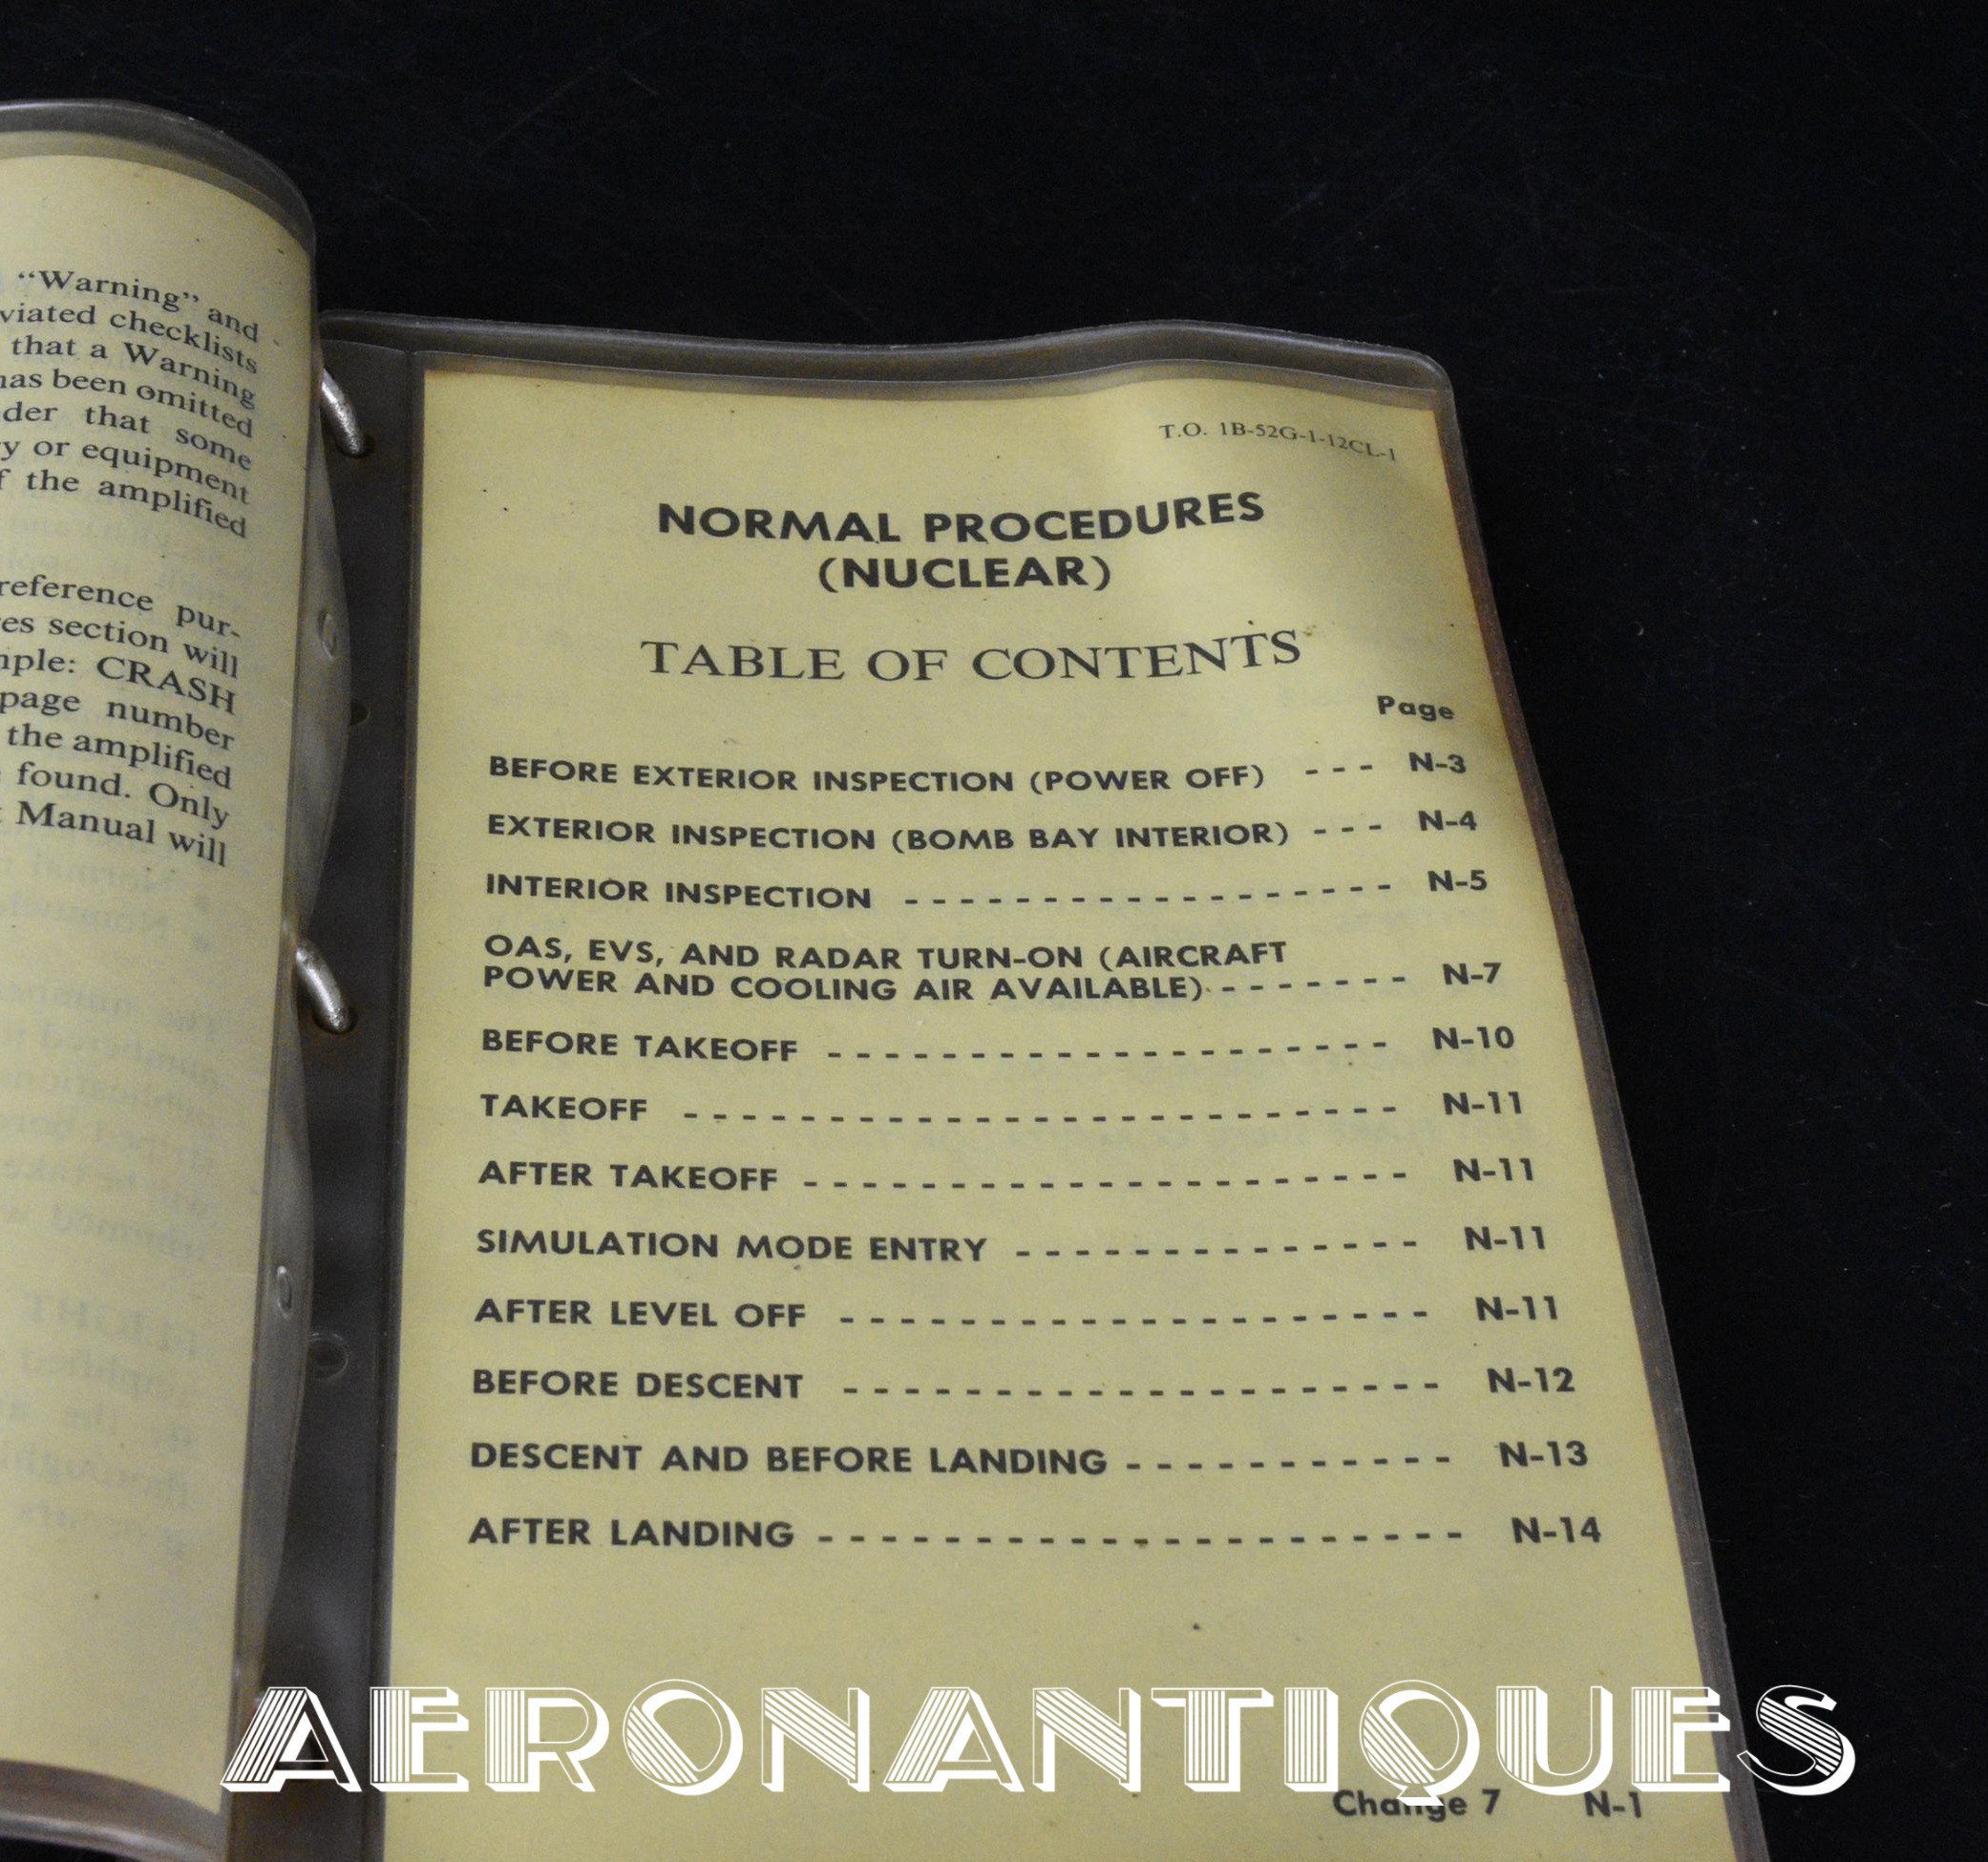 “Warning” and
viated checklists
that a Warning
has been omitted
der that some
y or equipment
f the amplified
reference pur-
es section will
mple: CRASH
page number
the amplified
found. Only
Manual will
T.O. 1B-52G-1-12CL-1
NORMAL PROCEDURES
(NUCLEAR)
TABLE OF CONTENTS
Page
BEFORE EXTERIOR INSPECTION (POWER OFF) --- N-3
EXTERIOR INSPECTION (BOMB BAY INTERIOR) --- N-4
INTERIOR INSPECTION ------------------ N-5
OAS, EVS, AND RADAR TURN-ON (AIRCRAFT
POWER AND COOLING AIR AVAILABLE) ------- N-7
BEFORE TAKEOFF -------------------- N-10
TAKEOFF ------------------------- N-11
AFTER TAKEOFF --------------------- N-11
SIMULATION MODE ENTRY -------------- N-11
AFTER LEVEL OFF -------------------- N-11
BEFORE DESCENT -------------------- N-12
DESCENT AND BEFORE LANDING ----------- N-13
AFTER LANDING --------------------- N-14
AERONANTIQUES
Change 7 N-1